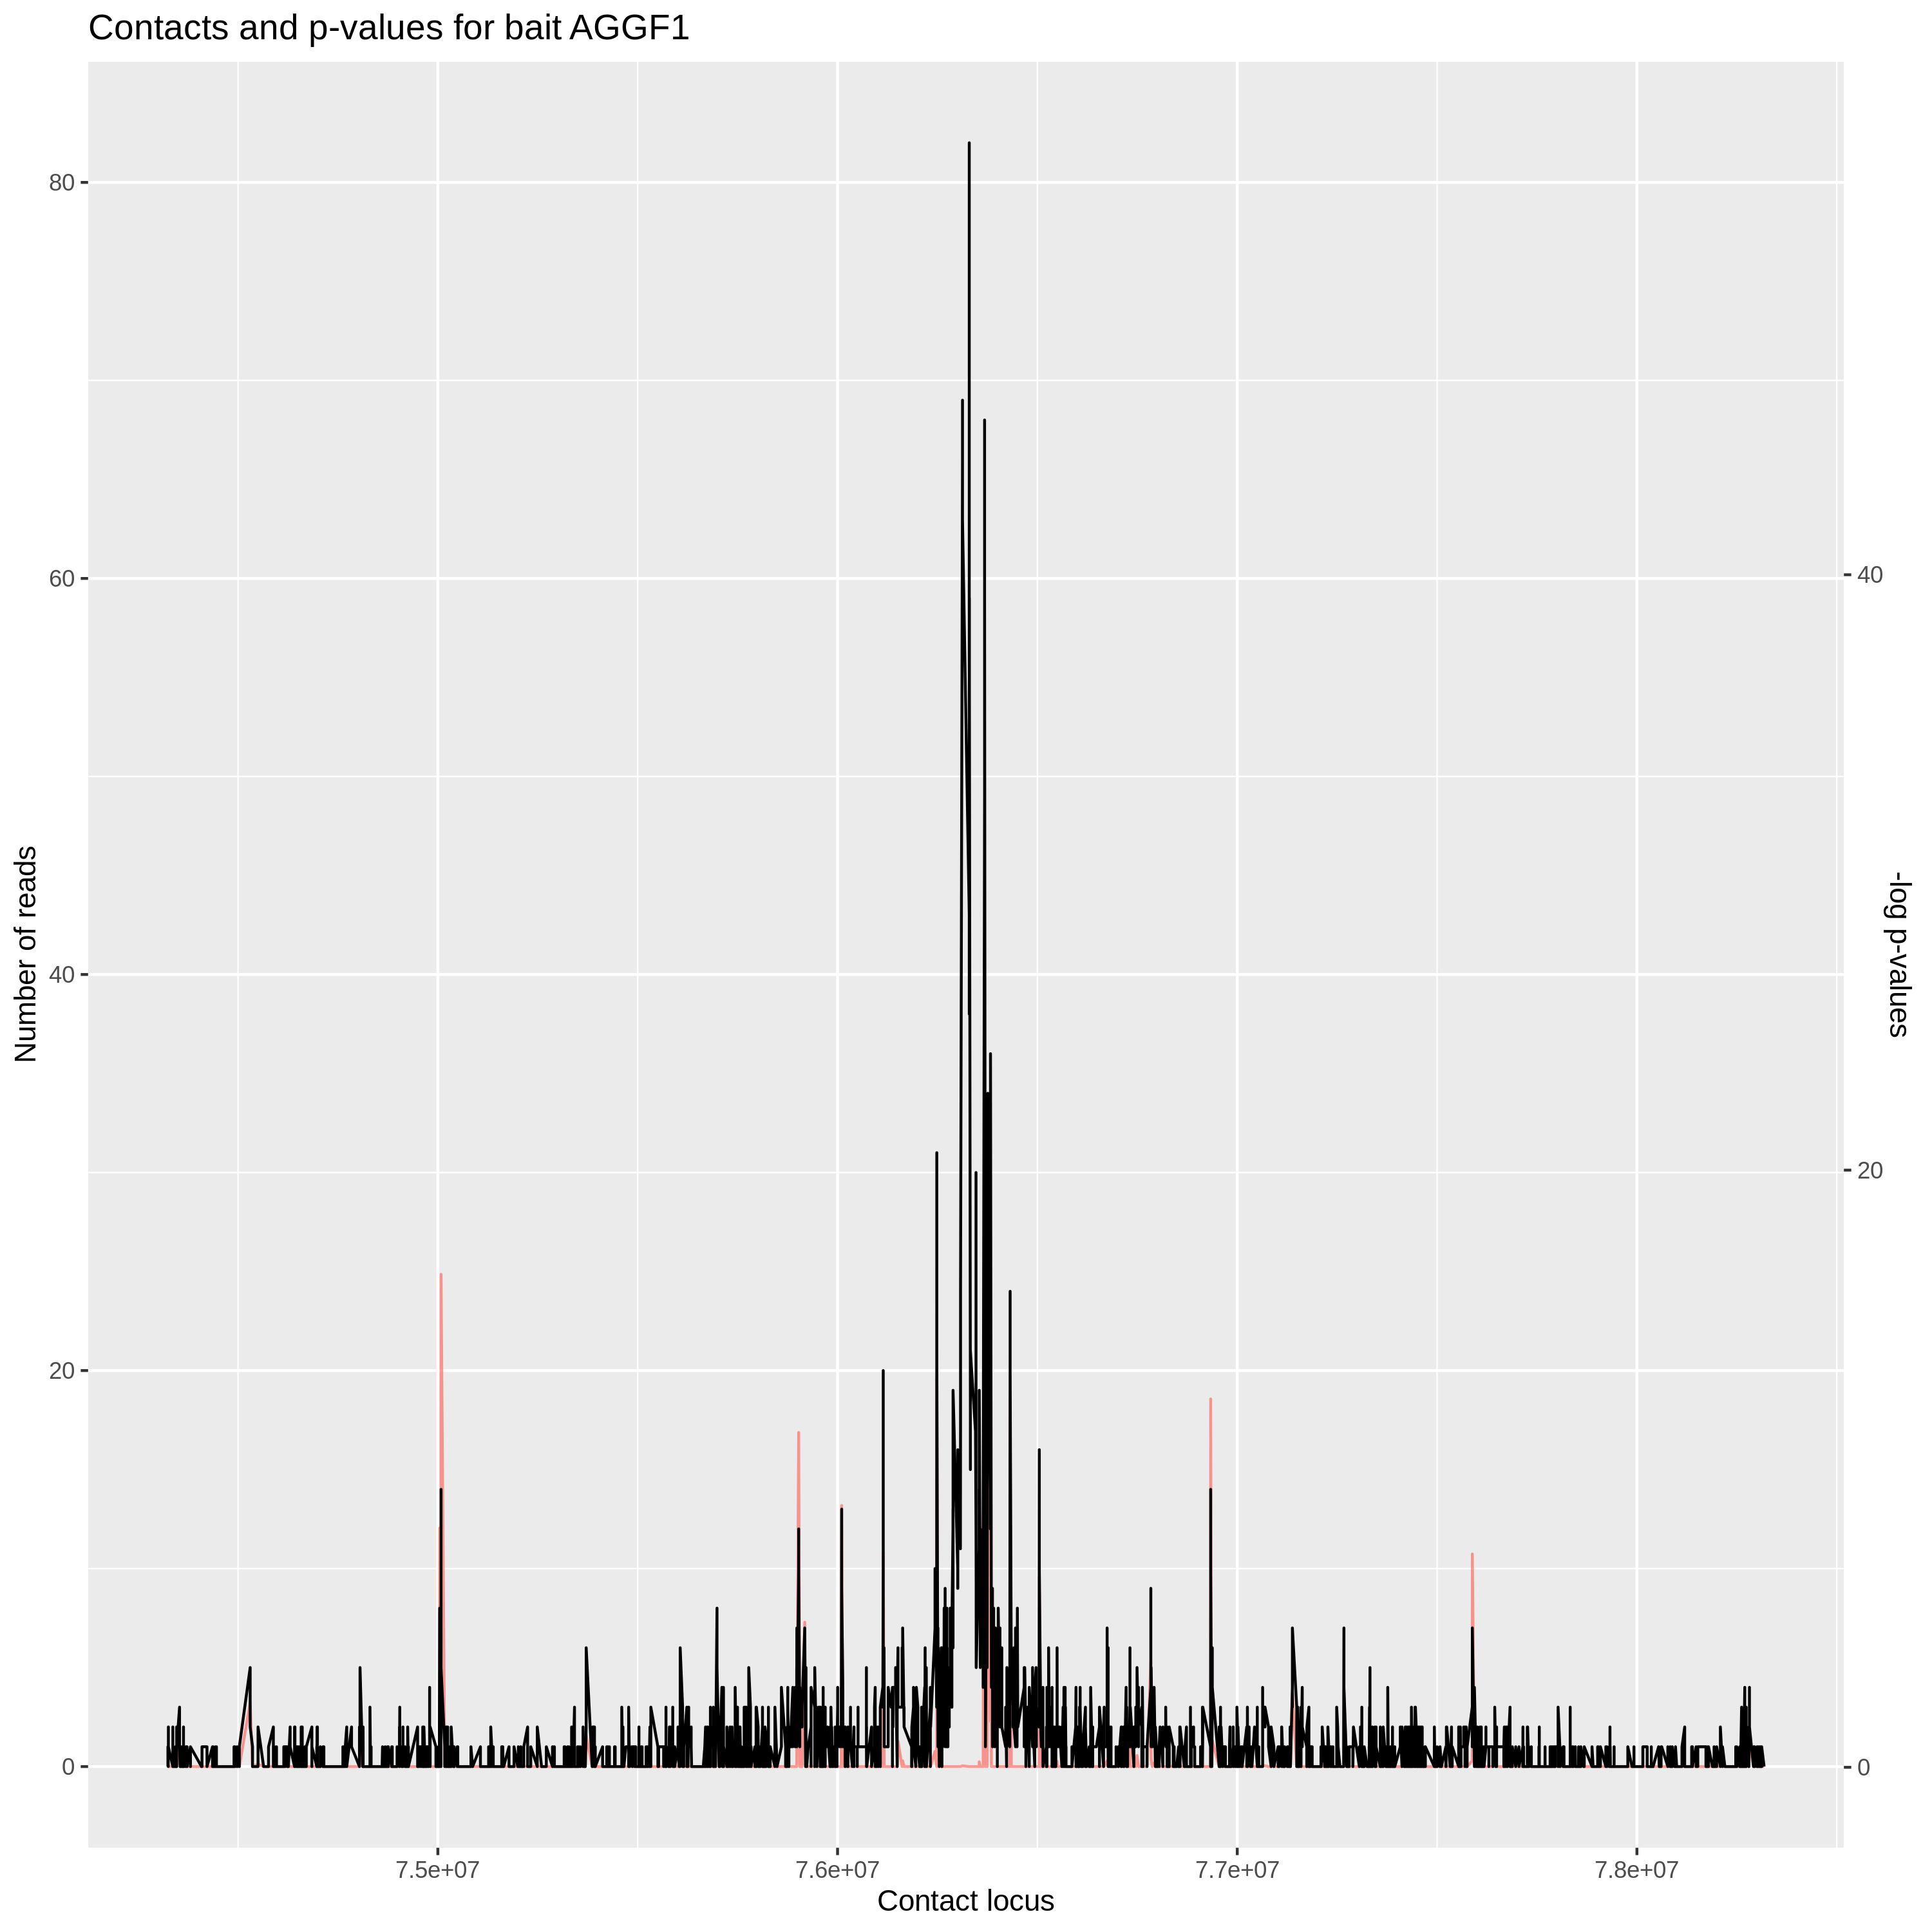 Contacts and p-values for bait AGGF1
80
60
40
20
0
Number of reads
40
20
0
-log p-values
7.5e+07
7.6e+07
7.7e+07
7.8e+07
Contact locus